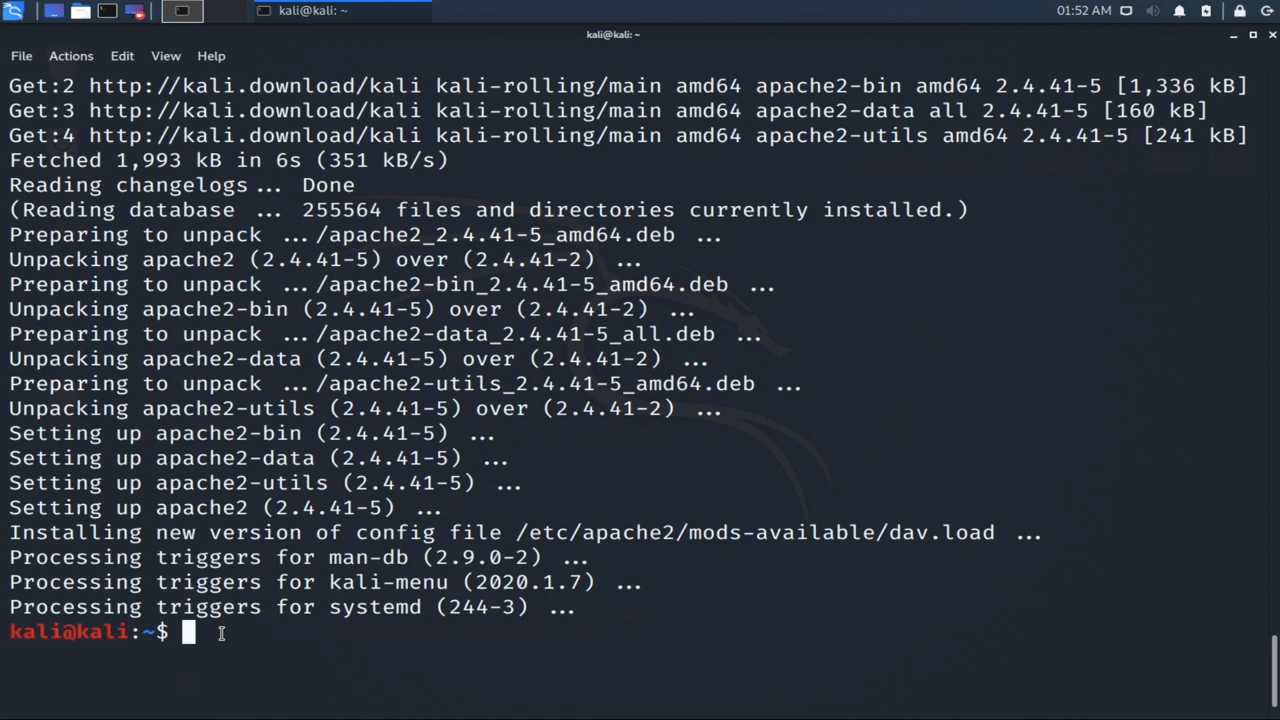 kali@kali: ~
01:52 AM
kali@kali: ~
File Actions Edit View Help
Get:2 http://kali.download/kali kali-rolling/main amd64 apache2-bin amd64 2.4.41-5 [1,336 kB]
Get:3 http://kali.download/kali kali-rolling/main amd64 apache2-data all 2.4.41-5 [160 kB]
Get:4 http://kali.download/kali kali-rolling/main amd64 apache2-utils amd64 2.4.41-5 [241 kB]
Fetched 1,993 kB in 6s (351 kB/s)
Reading changelogs... Done
(Reading database ... 255564 files and directories currently installed.)
Preparing to unpack .../apache2_2.4.41-5_amd64.deb ...
Unpacking apache2 (2.4.41-5) over (2.4.41-2) ...
Preparing to unpack .../apache2-bin_2.4.41-5_amd64.deb ...
Unpacking apache2-bin (2.4.41-5) over (2.4.41-2) ...
Preparing to unpack .../apache2-data_2.4.41-5_all.deb ...
Unpacking apache2-data (2.4.41-5) over (2.4.41-2) ...
Preparing to unpack .../apache2-utils_2.4.41-5_amd64.deb ...
Unpacking apache2-utils (2.4.41-5) over (2.4.41-2) ...
Setting up apache2-bin (2.4.41-5) ...
Setting up apache2-data (2.4.41-5) ...
Setting up apache2-utils (2.4.41-5) ...
Setting up apache2 (2.4.41-5) ...
Installing new version of config file /etc/apache2/mods-available/dav.load ...
Processing triggers for man-db (2.9.0-2) ...
Processing triggers for kali-menu (2020.1.7) ...
Processing triggers for systemd (244-3) ...
kali@kali:~$